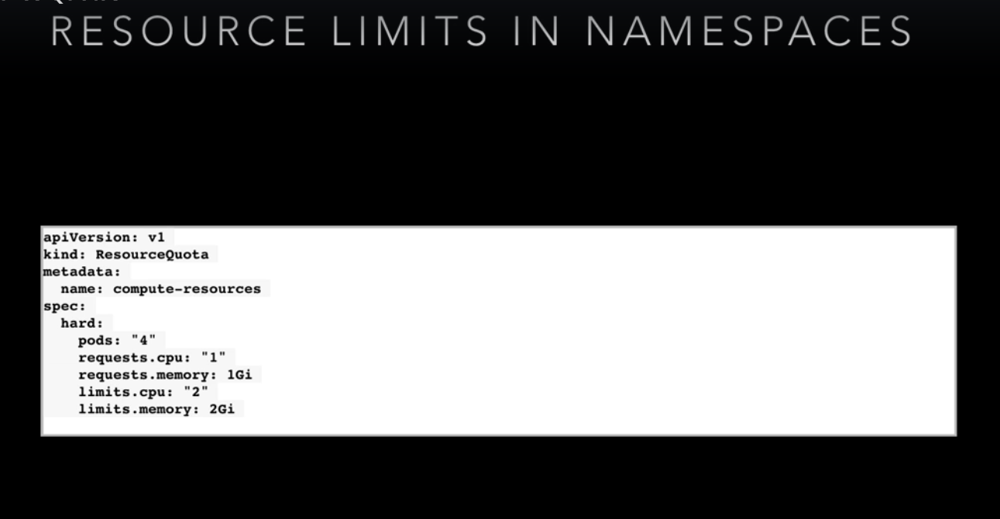 RESOURCE LIMITS IN NAMESPACES
apiVersion: v1
kind: ResourceQuota
metadata:
  name: compute-resources
spec:
  hard:
    pods: "4"
    requests.cpu: "1"
    requests.memory: 1Gi
    limits.cpu: "2"
    limits.memory: 2Gi